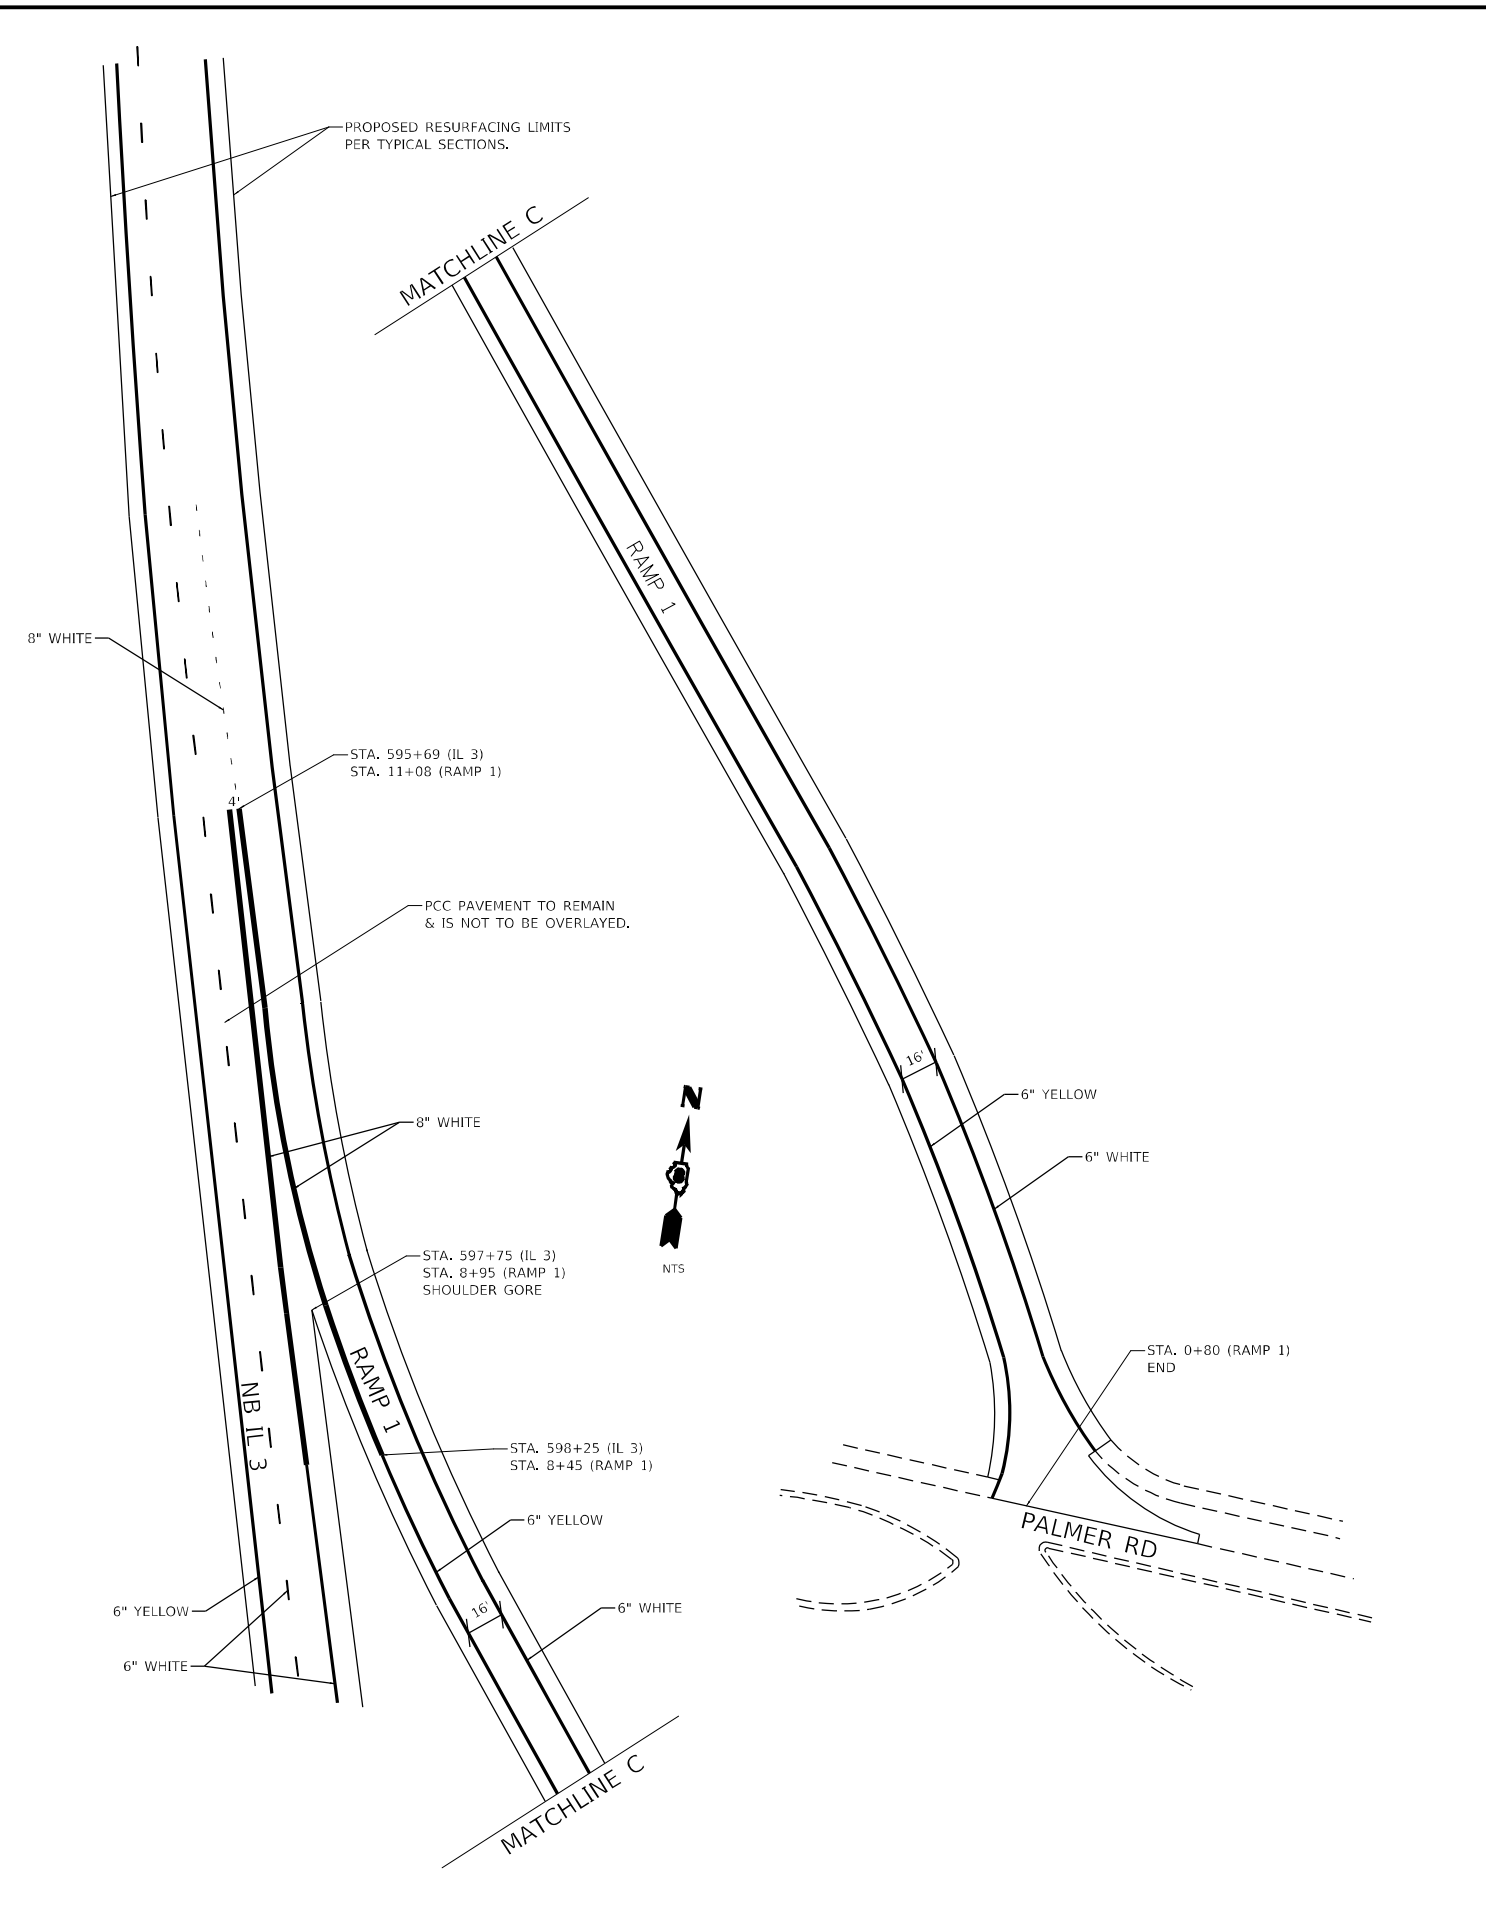 PROPOSED RESURFACING LIMITS
PER TYPICAL SECTIONS.
MATCHLINE C
RAMP 1
8" WHITE
STA. 595+69 (IL 3)
STA. 11+08 (RAMP 1)
4'
PCC PAVEMENT TO REMAIN
& IS NOT TO BE OVERLAYED.
16'
N
6" YELLOW
8" WHITE
6" WHITE
STA. 597+75 (IL 3)
STA. 8+95 (RAMP 1)
SHOULDER GORE
NTS
STA. 0+80 (RAMP 1)
END
RAMP 1
NB IL 3
STA. 598+25 (IL 3)
STA. 8+45 (RAMP 1)
6" YELLOW
PALMER RD
6" YELLOW
16'
6" WHITE
6" WHITE
MATCHLINE C